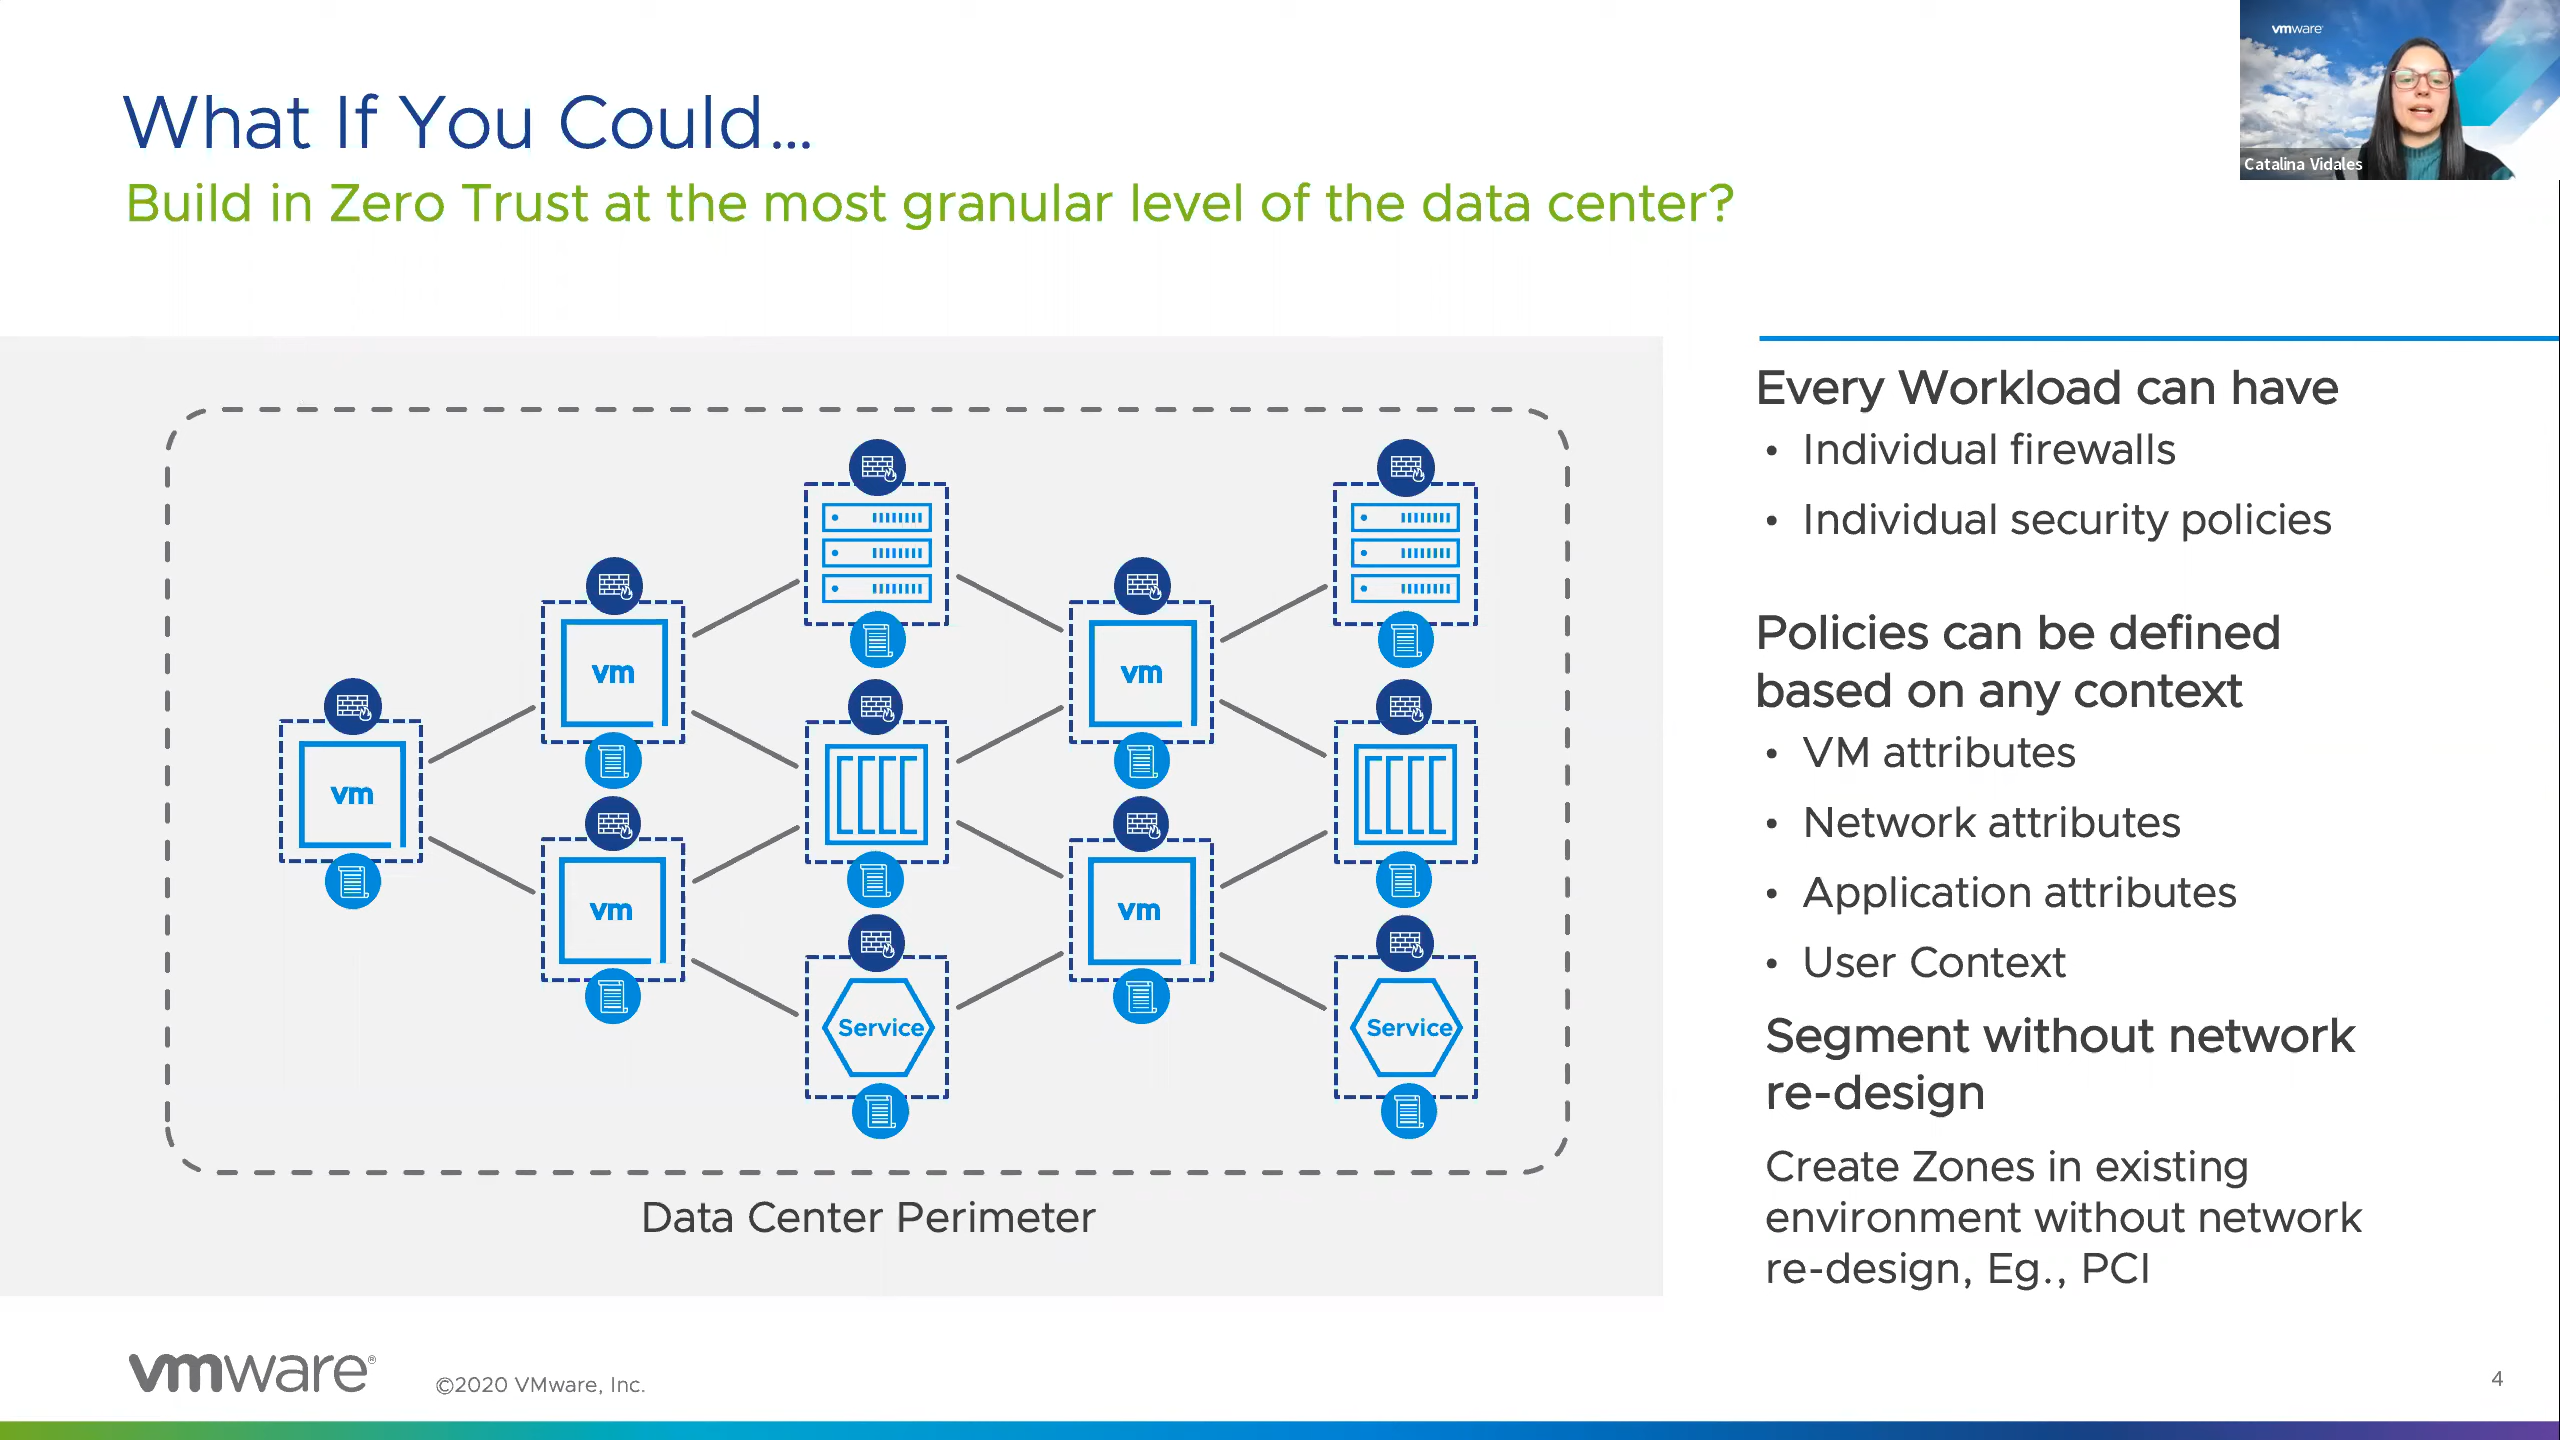 vmware
Catalina Vidales
What If You Could...
Build in Zero Trust at the most granular level of the data center?
vm
vm
vm
vm
vm
Service
Service
Data Center Perimeter
Every Workload can have
• Individual firewalls
• Individual security policies
Policies can be defined
based on any context
• VM attributes
• Network attributes
• Application attributes
• User Context
Segment without network
re-design
Create Zones in existing
environment without network
re-design, Eg., PCI
vmware®
©2020 VMware, Inc.
4